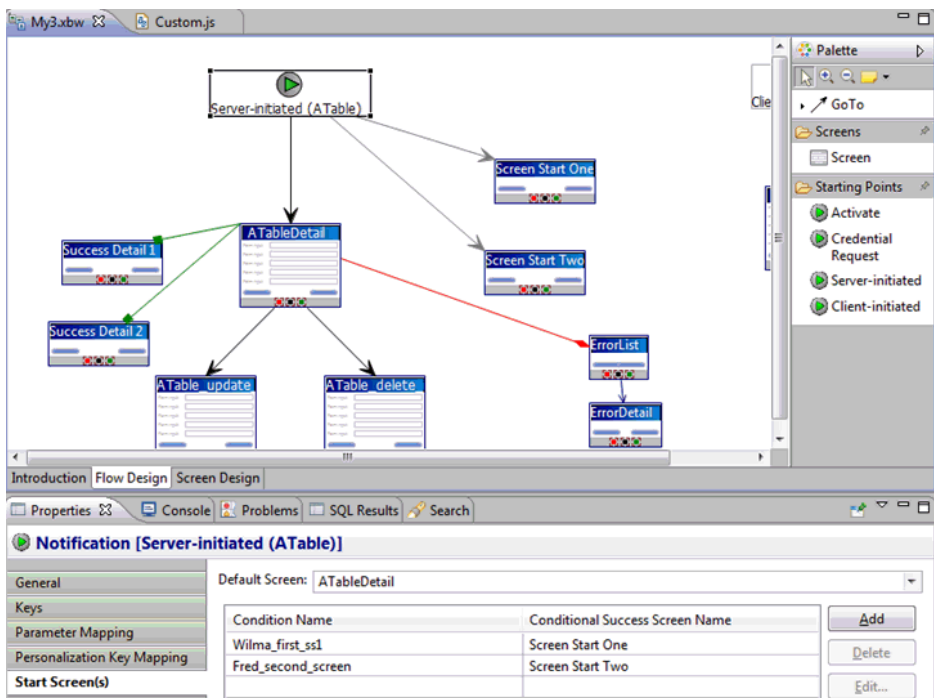 My3.xbw
Custom.js
Server-initiated (ATable)
Clie
Screen Start One
ATableDetail
Success Detail 1
Screen Start Two
Success Detail 2
ErrorList
ATable_update
ATable_delete
ErrorDetail
Palette
GoTo
Screens
Screen
Starting Points
Activate
Credential
Request
Server-initiated
Client-initiated
Introduction Flow Design Screen Design
Properties Console Problems SQL Results Search
Notification [Server-initiated (ATable)]
General
Keys
Parameter Mapping
Personalization Key Mapping
Start Screen(s)
Default Screen: ATableDetail
Condition Name Conditional Success Screen Name
Wilma_first_ss1 Screen Start One
Fred_second_screen Screen Start Two
Add
Delete
Edit...